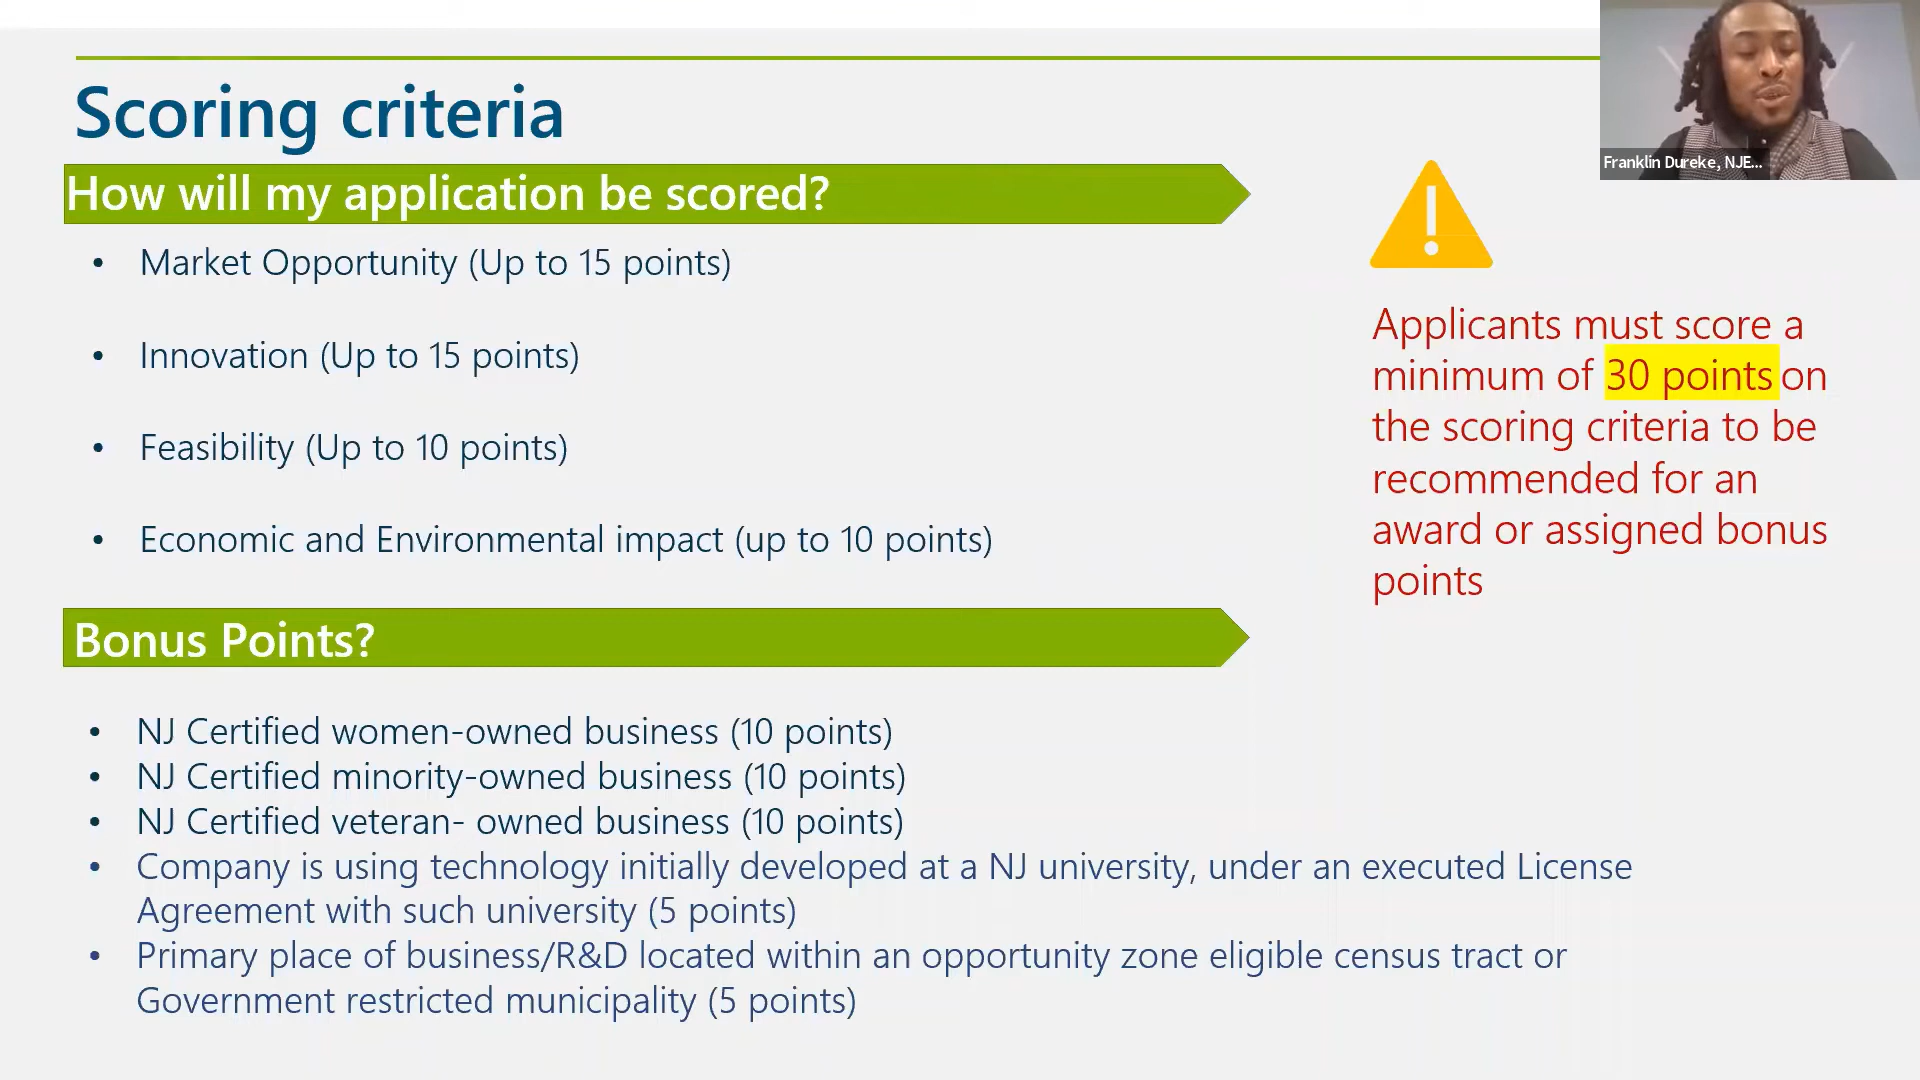 Scoring criteria
How will my application be scored?
• Market Opportunity (Up to 15 points)
• Innovation (Up to 15 points)
• Feasibility (Up to 10 points)
• Economic and Environmental impact (up to 10 points)
Bonus Points?
• NJ Certified women-owned business (10 points)
• NJ Certified minority-owned business (10 points)
• NJ Certified veteran- owned business (10 points)
• Company is using technology initially developed at a NJ university, under an executed License
Agreement with such university (5 points)
• Primary place of business/R&D located within an opportunity zone eligible census tract or
Government restricted municipality (5 points)
Applicants must score a
minimum of 30 points on
the scoring criteria to be
recommended for an
award or assigned bonus
points
Franklin Dureke, NJE...